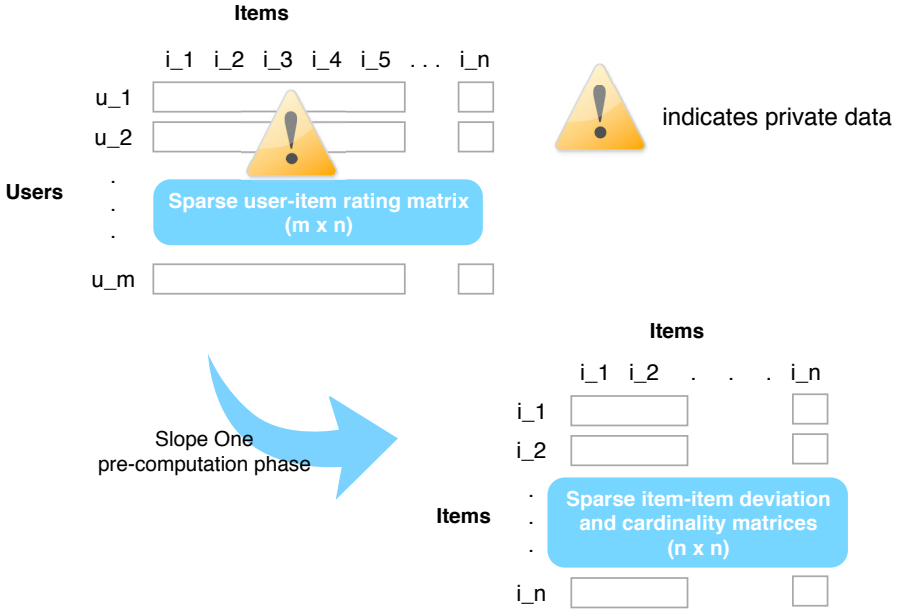 Items
i_1 i_2 i_3 i_4 i_5 ... i_n
u_1
u_2
indicates private data
Users
.
.
.
Sparse user-item rating matrix
(m x n)
u_m
Items
i_1 i_2 . . . i_n
i_1
i_2
Slope One
pre-computation phase
Items
.
.
.
Sparse item-item deviation
and cardinality matrices
(n x n)
i_n